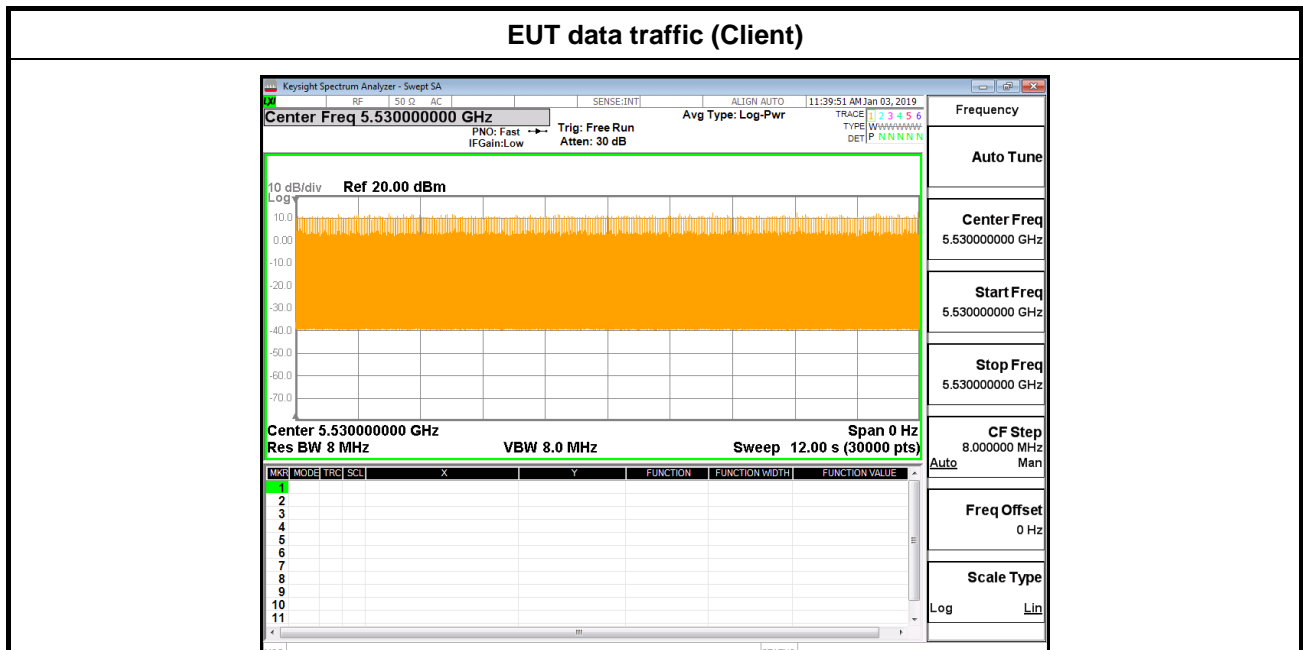 EUT data traffic (Client)
Keysight Spectrum Analyzer - Swept SA
LXI RF 50 Ω AC SENSE:INT ALIGN AUTO 11:39:51 AM Jan 03, 2019
Center Freq 5.530000000 GHz
PNO: Fast
IFGain:Low
Trig: Free Run
Atten: 30 dB
Avg Type: Log-Pwr
TRACE 1 2 3 4 5 6
TYPE WWWWWW
DET P N N N N N
10 dB/div Ref 20.00 dBm
Log
10.0
0.00
-10.0
-20.0
-30.0
-40.0
-50.0
-60.0
-70.0
Center 5.530000000 GHz Span 0 Hz
Res BW 8 MHz VBW 8.0 MHz Sweep 12.00 s (30000 pts)
MKR MODE TRC SCL X Y FUNCTION FUNCTION WIDTH FUNCTION VALUE
1
2
3
4
5
6
7
8
9
10
11
Frequency
Auto Tune
Center Freq
5.530000000 GHz
Start Freq
5.530000000 GHz
Stop Freq
5.530000000 GHz
CF Step
8.000000 MHz
Auto Man
Freq Offset
0 Hz
Scale Type
Log Lin